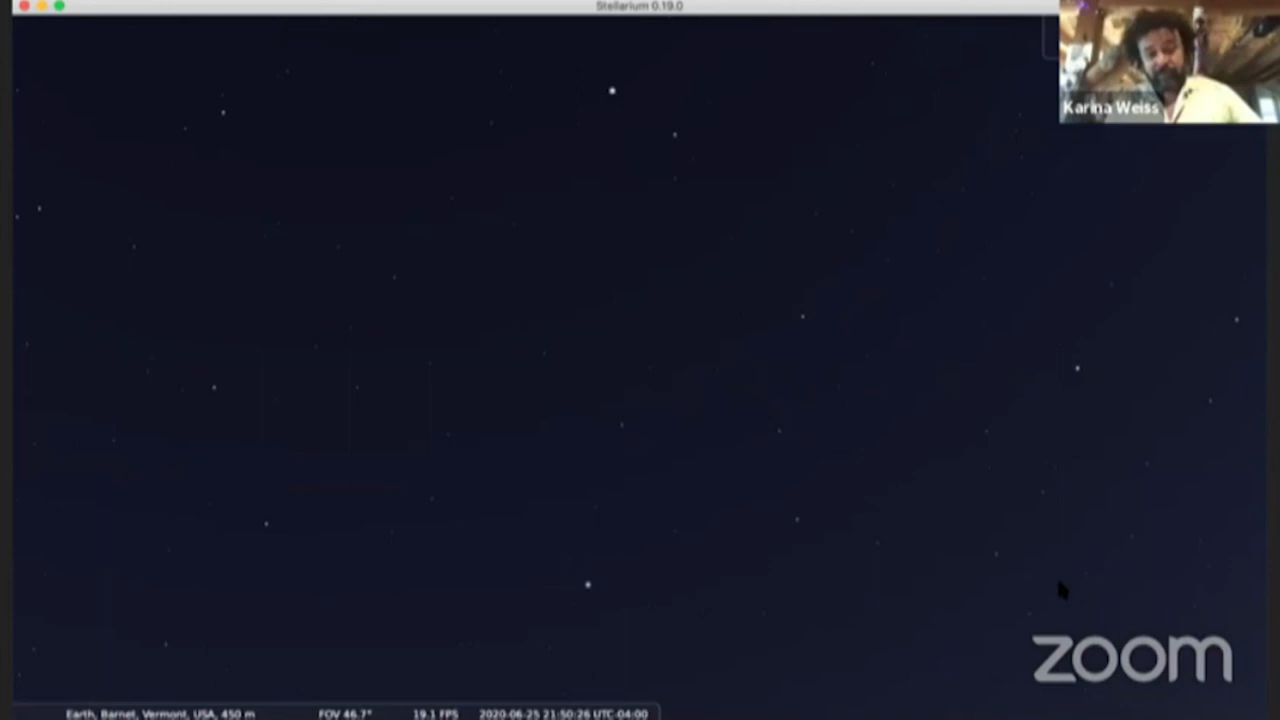 Stellarium 0.19.0
Karina Weiss
zoom
Earth, Barnet, Vermont, USA, 450 m FOV 46.7° 19.1 FPS 2020-06-25 21:50:26 UTC-04:00